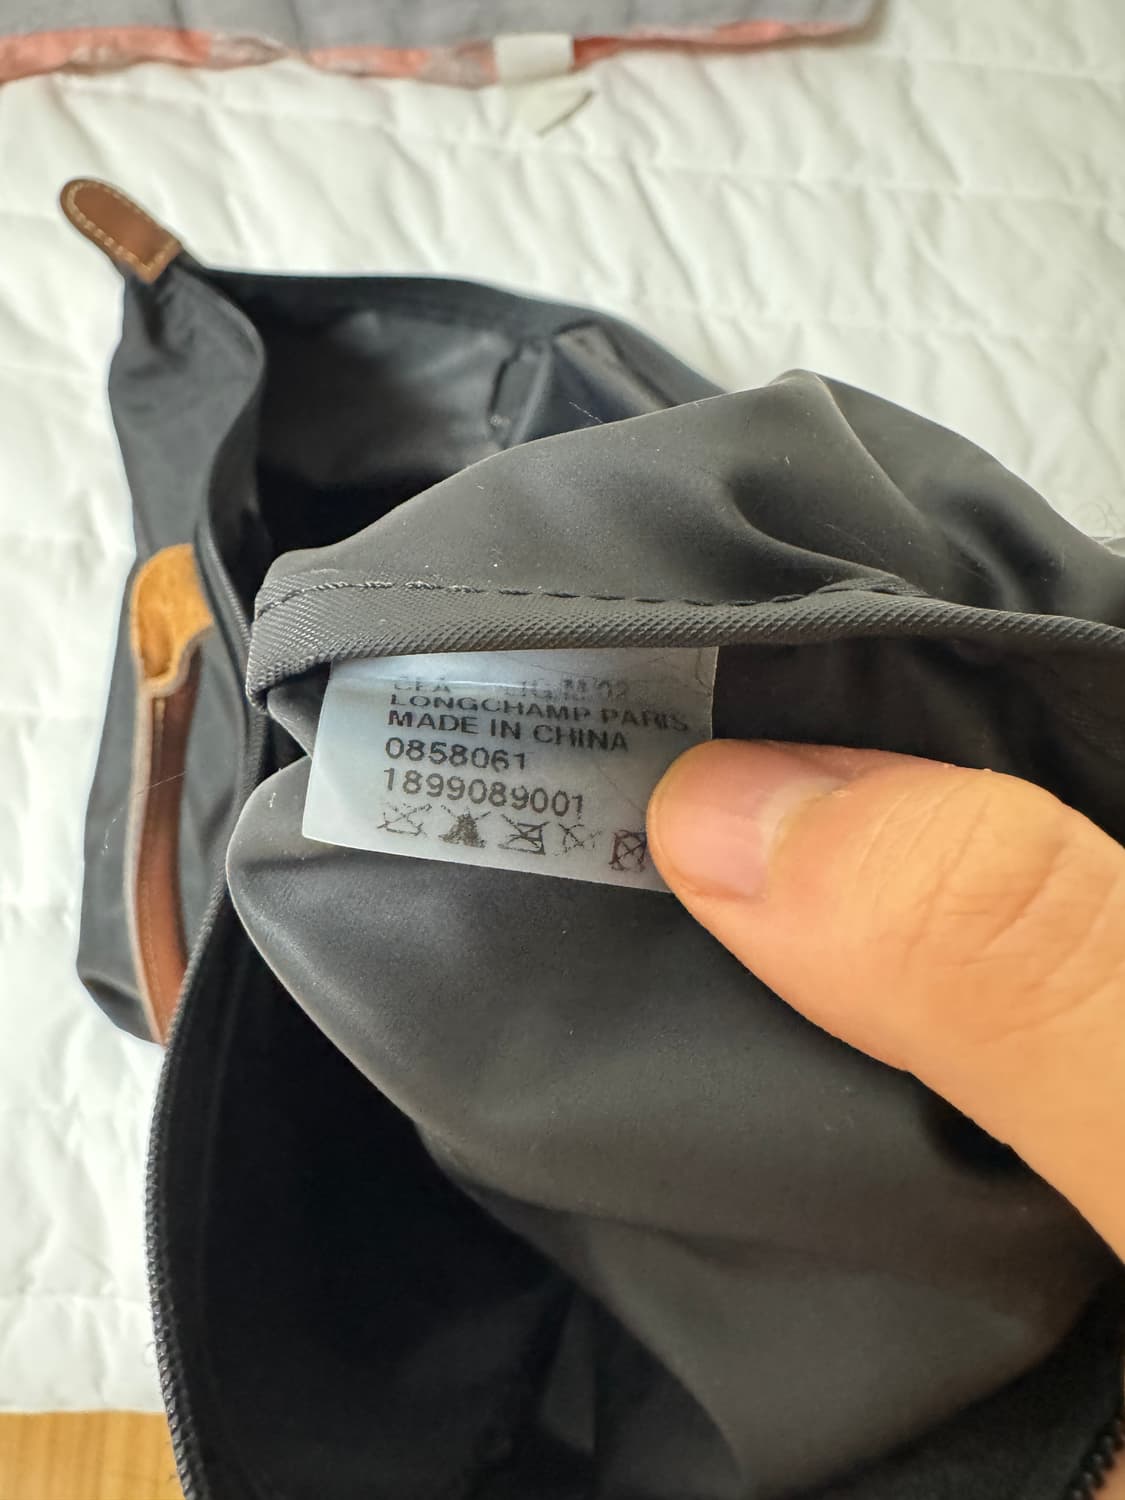 LONGCHAMP PARIS
MADE IN CHINA
0858061
1899089001